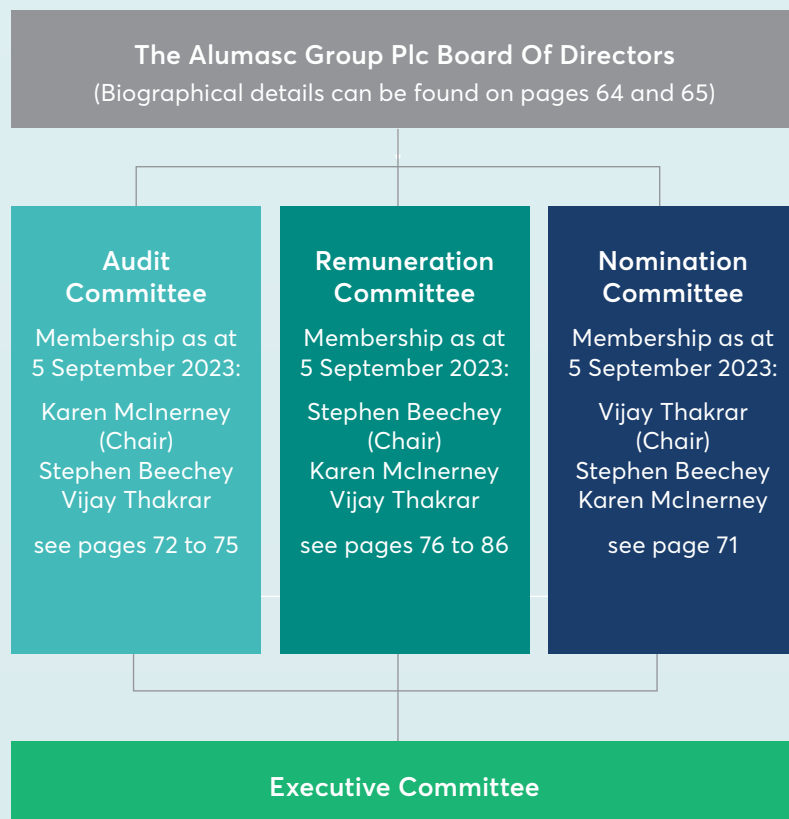 The Alumasc Group Plc Board Of Directors
(Biographical details can be found on pages 64 and 65)
Audit
Committee
Membership as at
5 September 2023:
Karen McInerney
(Chair)
Stephen Beechey
Vijay Thakrar
see pages 72 to 75
Remuneration
Committee
Membership as at
5 September 2023:
Stephen Beechey
(Chair)
Karen McInerney
Vijay Thakrar
see pages 76 to 86
Nomination
Committee
Membership as at
5 September 2023:
Vijay Thakrar
(Chair)
Stephen Beechey
Karen McInerney
see page 71
Executive Committee